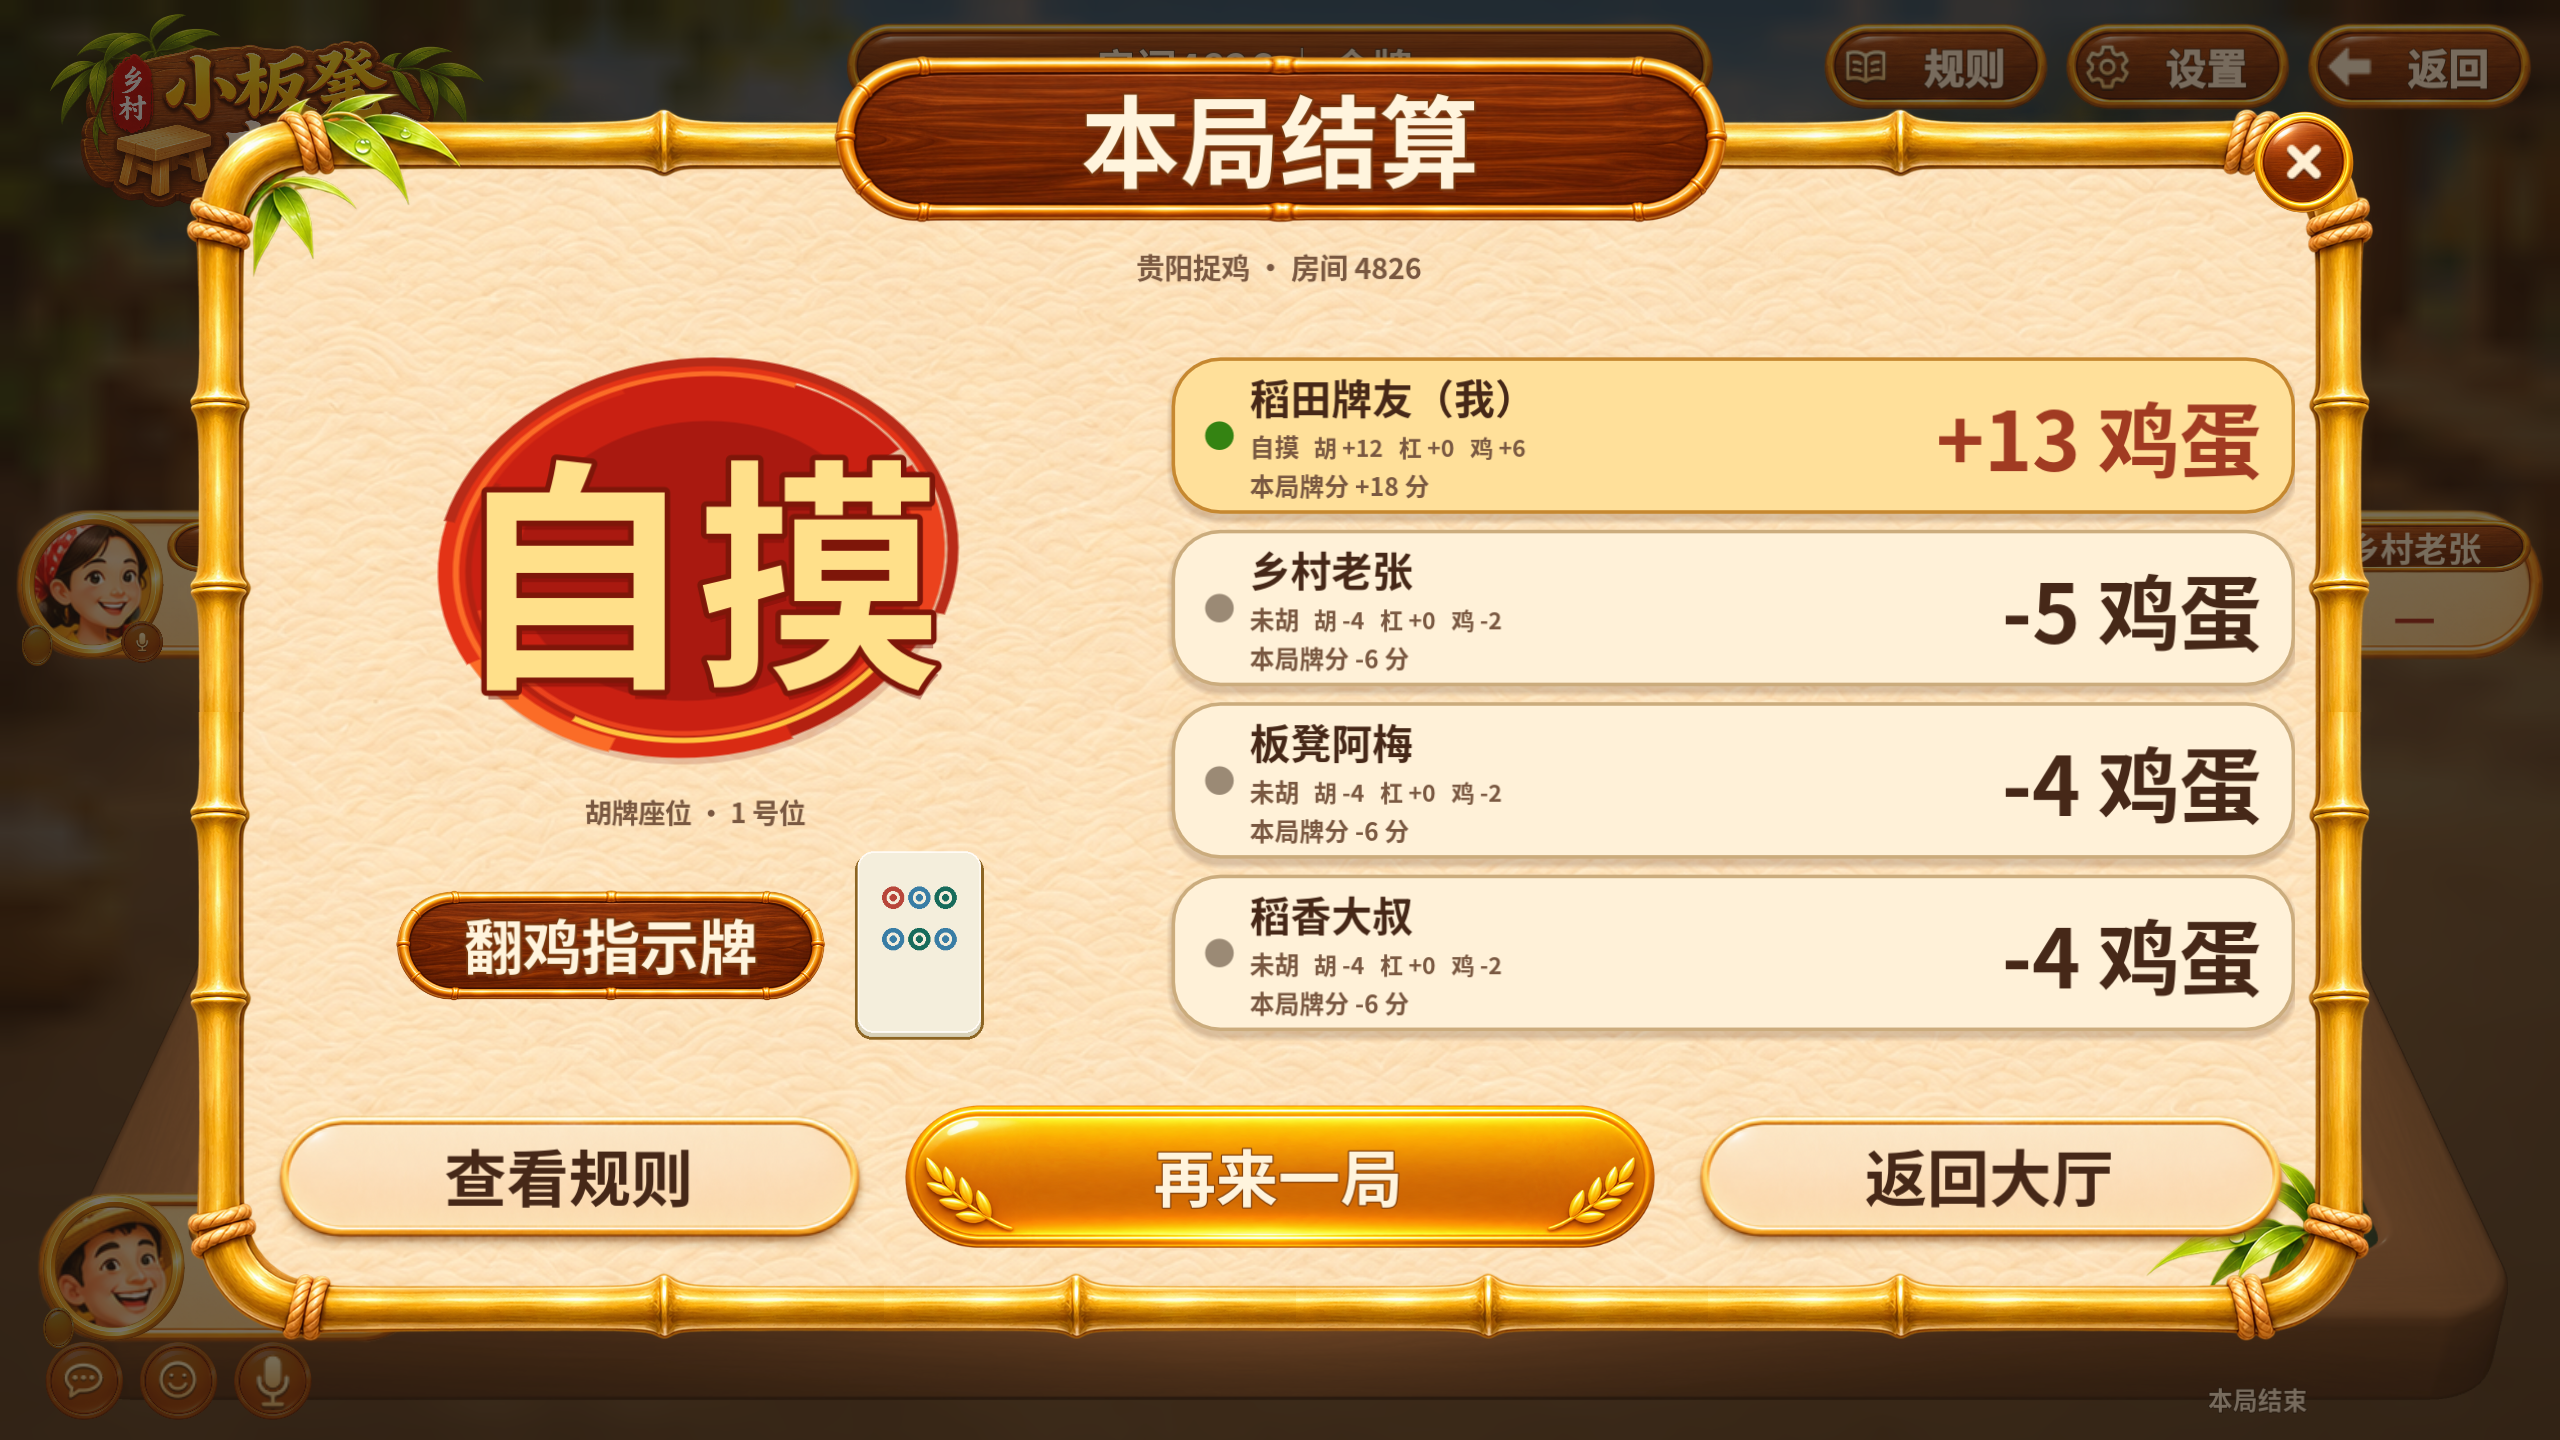 乡村
小板凳
规则
设置
返回
本局结算
贵阳捉鸡 · 房间 4826
自摸
胡牌座位 · 1 号位
翻鸡指示牌
稻田牌友（我）
自摸 胡 +12 杠 +0 鸡 +6
本局牌分 +18 分
+13 鸡蛋
乡村老张
未胡 胡 -4 杠 +0 鸡 -2
本局牌分 -6 分
-5 鸡蛋
板凳阿梅
未胡 胡 -4 杠 +0 鸡 -2
本局牌分 -6 分
-4 鸡蛋
稻香大叔
未胡 胡 -4 杠 +0 鸡 -2
本局牌分 -6 分
-4 鸡蛋
乡村老张
查看规则
再来一局
返回大厅
本局结束